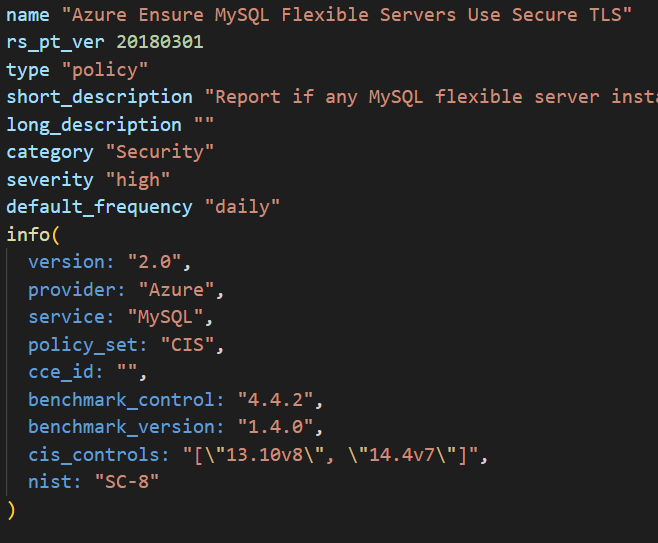 name "Azure Ensure MySQL Flexible Servers Use Secure TLS"
rs_pt_ver 20180301
type "policy"
short_description "Report if any MySQL flexible server insta
long_description ""
category "Security"
severity "high"
default_frequency "daily"
info(
  version: "2.0",
  provider: "Azure",
  service: "MySQL",
  policy_set: "CIS",
  cce_id: "",
  benchmark_control: "4.4.2",
  benchmark_version: "1.4.0",
  cis_controls: "[\"13.10v8\", \"14.4v7\"]",
  nist: "SC-8"
)